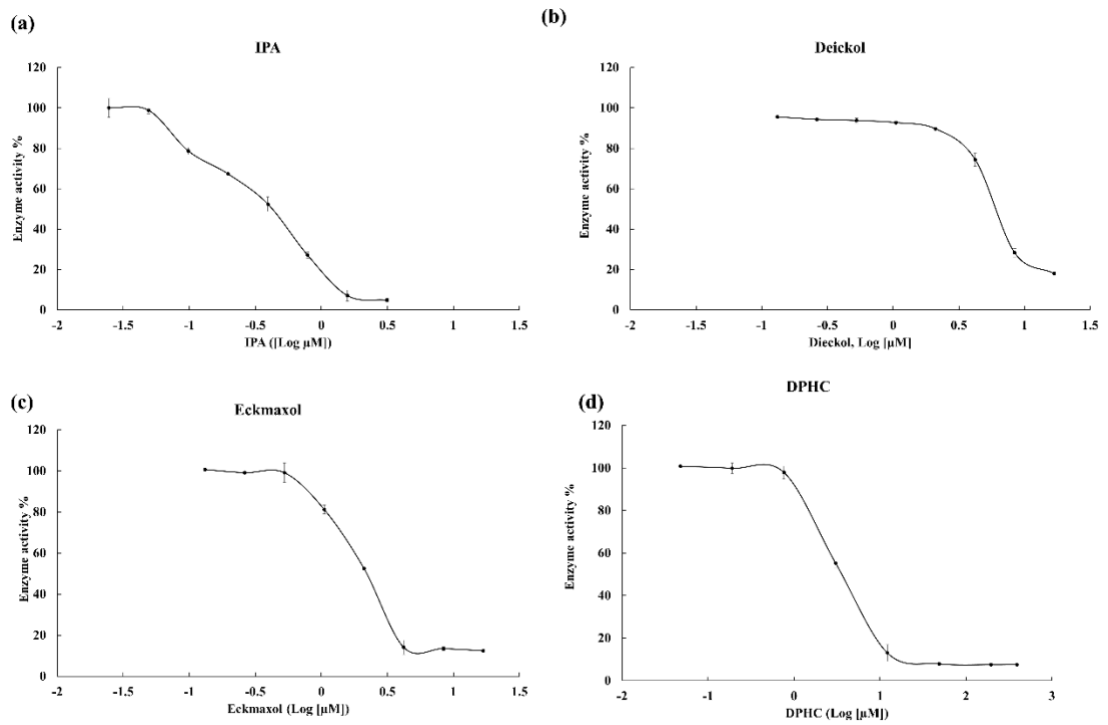 (a)
IPA
120
100
80
60
40
20
0
Enzyme activity %
-2 -1.5 -1 -0.5 0 0.5 1 1.5
IPA ([Log µM])
(b)
Deickol
120
100
80
60
40
20
0
Enzyme activity %
-2 -1.5 -1 -0.5 0 0.5 1 1.5
Dieckol, Log [µM]
(c)
Eckmaxol
120
100
80
60
40
20
0
Enzyme activity %
-2 -1.5 -1 -0.5 0 0.5 1 1.5
Eckmaxol (Log [µM])
(d)
DPHC
120
100
80
60
40
20
0
Enzyme activity %
-2 -1 0 1 2 3
DPHC (Log [µM])